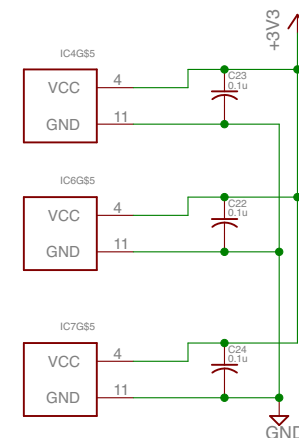 +3V3
IC4G$5
VCC 4
GND 11
C23
0.1u
IC6G$5
VCC 4
GND 11
C22
0.1u
IC7G$5
VCC 4
GND 11
C24
0.1u
GND